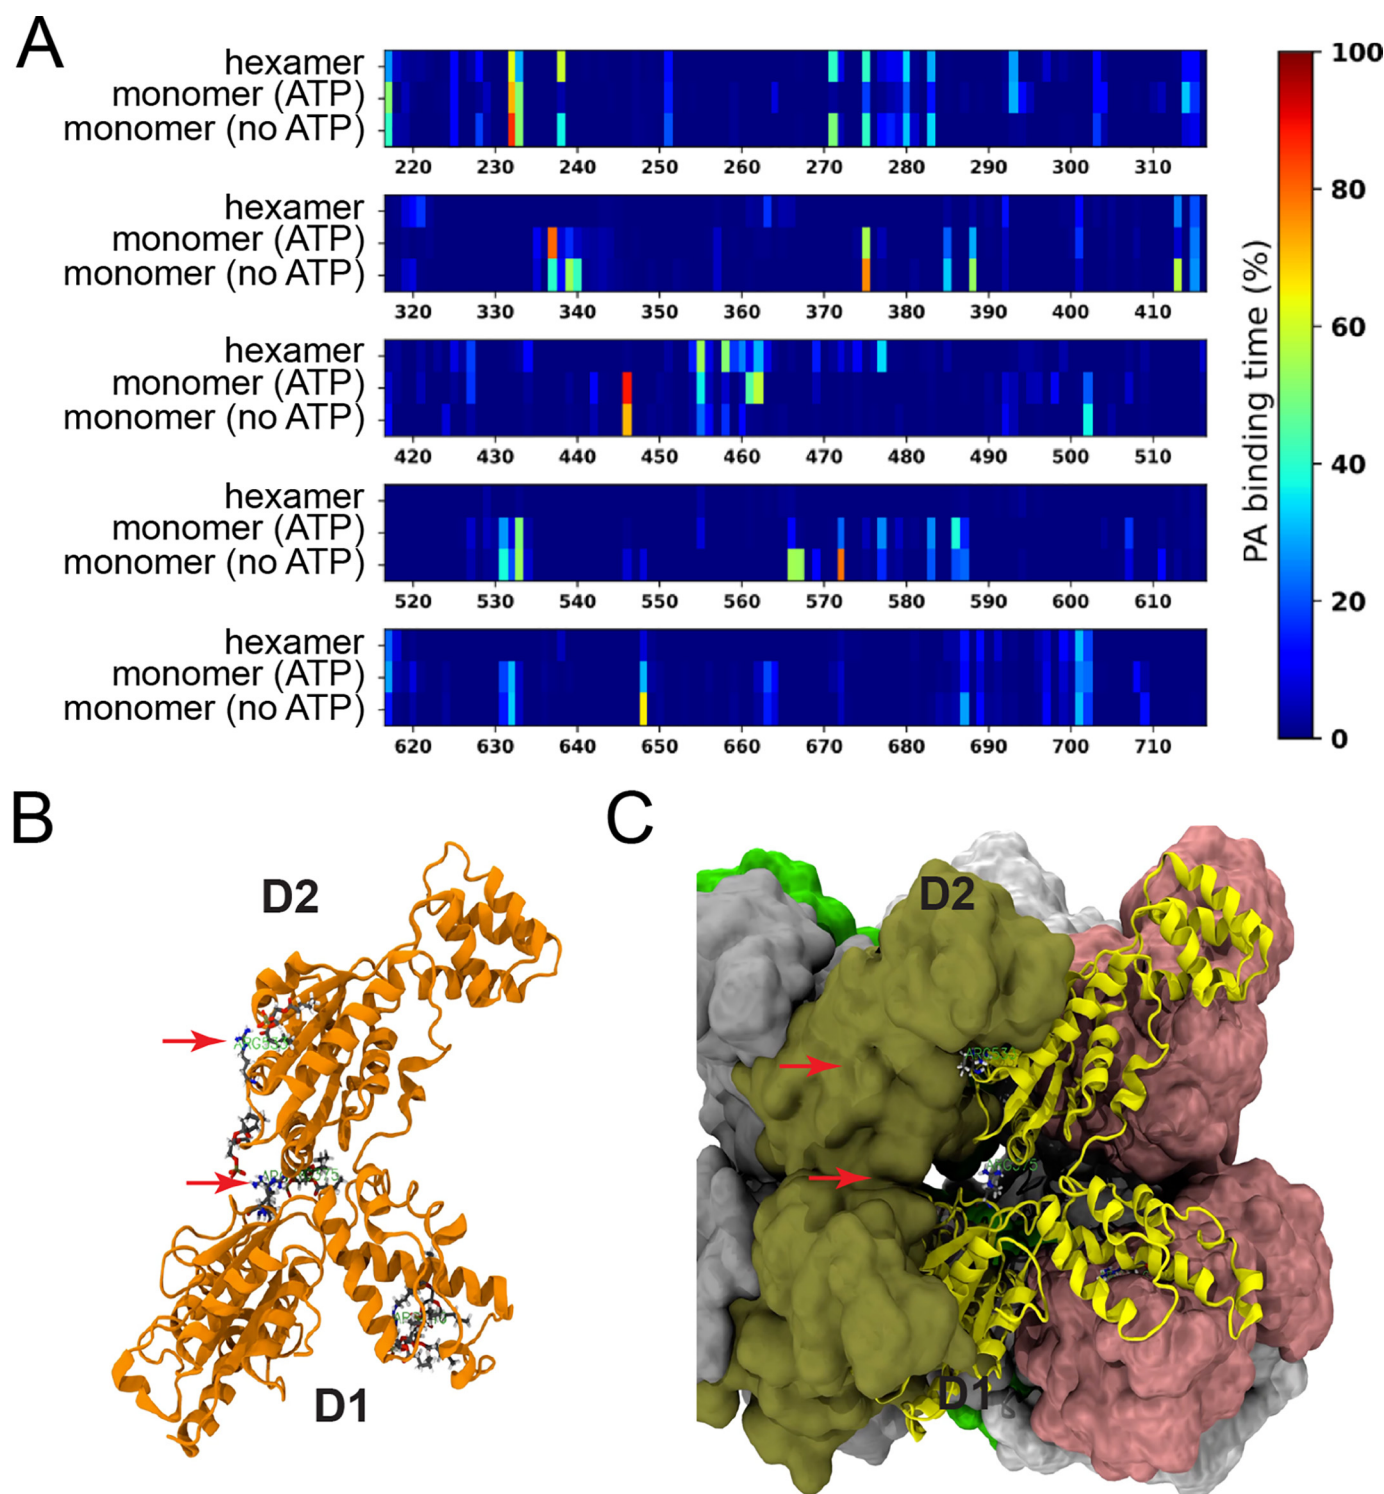 A
hexamer
monomer (ATP)
monomer (no ATP)
220 230 240 250 260 270 280 290 300 310
hexamer
monomer (ATP)
monomer (no ATP)
320 330 340 350 360 370 380 390 400 410
hexamer
monomer (ATP)
monomer (no ATP)
420 430 440 450 460 470 480 490 500 510
hexamer
monomer (ATP)
monomer (no ATP)
520 530 540 550 560 570 580 590 600 610
hexamer
monomer (ATP)
monomer (no ATP)
620 630 640 650 660 670 680 690 700 710
100
80
60
40
20
0
PA binding time (%)
B
D2
D1
C
D2
ARG375
D1